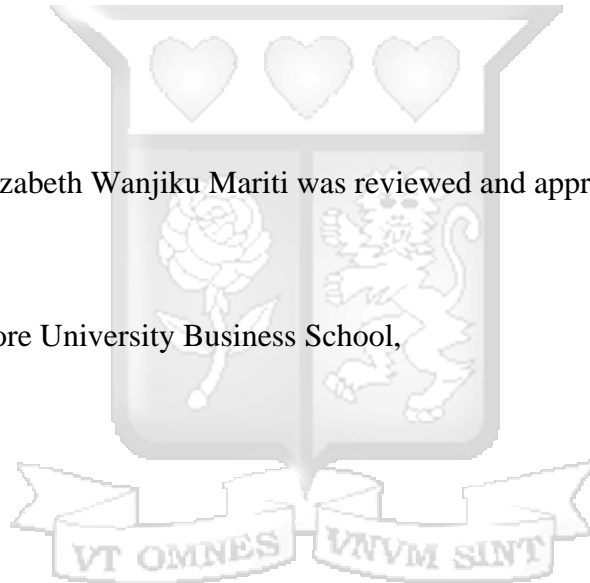 zabeth Wanjiku Mariti was reviewed and appr
ore University Business School,
VT OMNES VNVM SINT